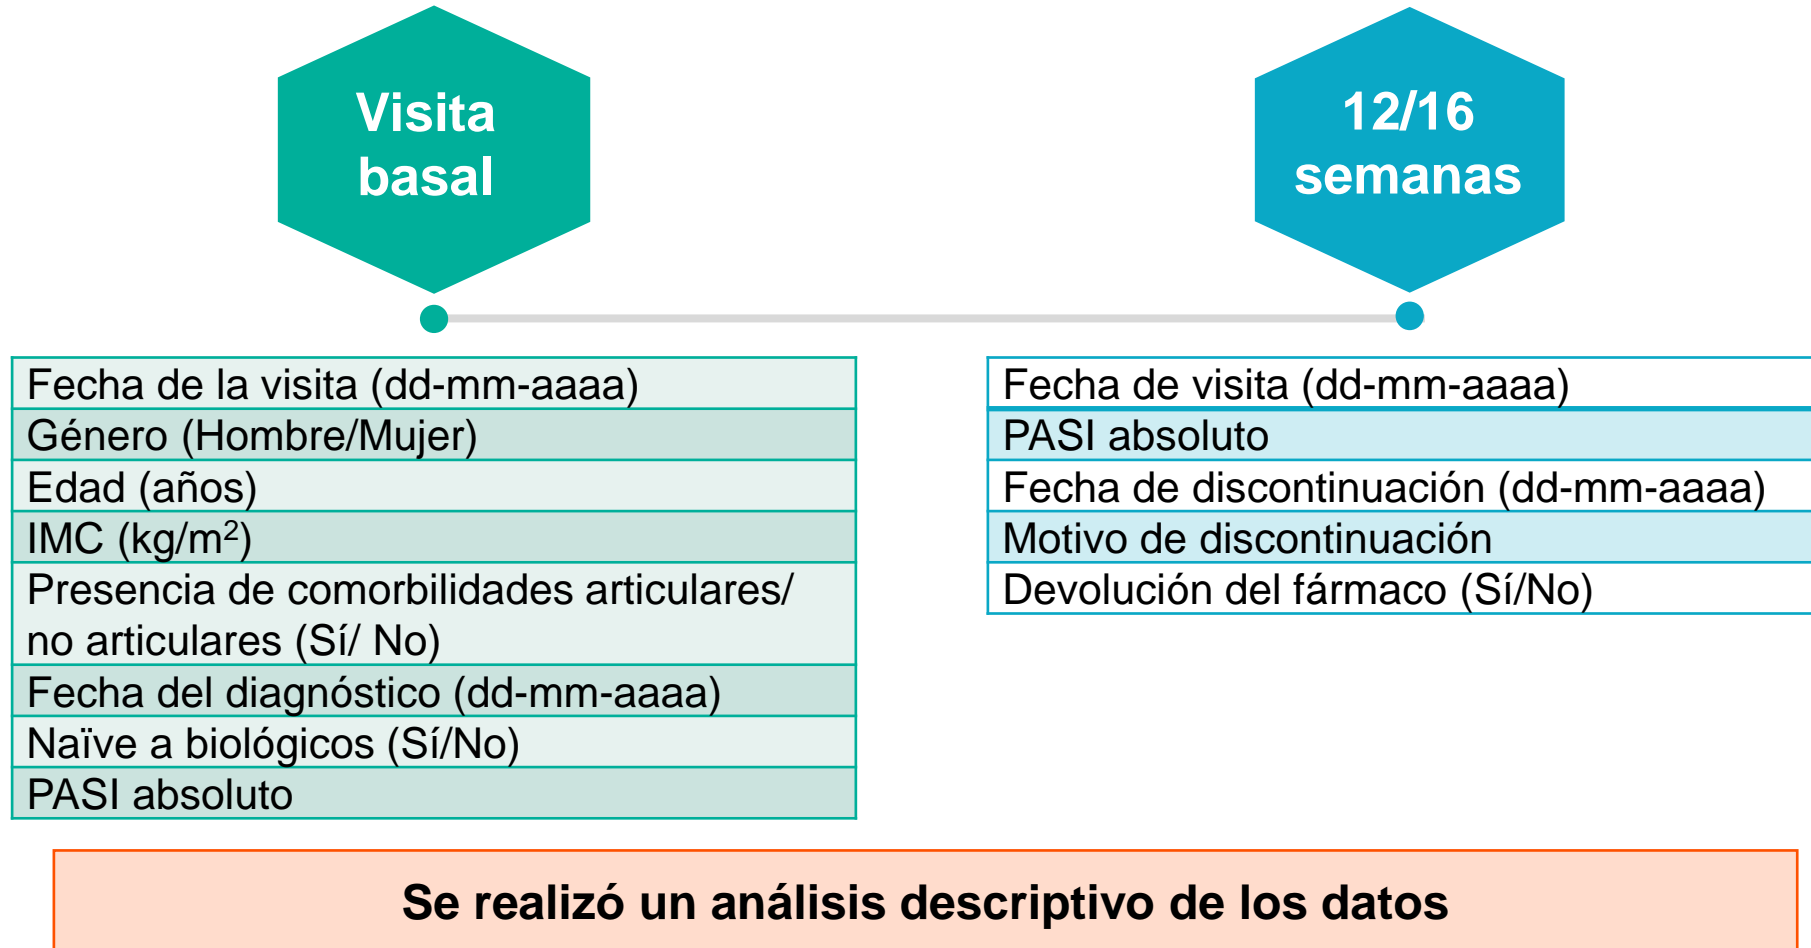 Visita
basal
12/16
semanas
Fecha de la visita (dd-mm-aaaa)
Género (Hombre/Mujer)
Edad (años)
IMC (kg/m²)
Presencia de comorbilidades articulares/
no articulares (Sí/ No)
Fecha del diagnóstico (dd-mm-aaaa)
Naïve a biológicos (Sí/No)
PASI absoluto
Fecha de visita (dd-mm-aaaa)
PASI absoluto
Fecha de discontinuación (dd-mm-aaaa)
Motivo de discontinuación
Devolución del fármaco (Sí/No)
Se realizó un análisis descriptivo de los datos